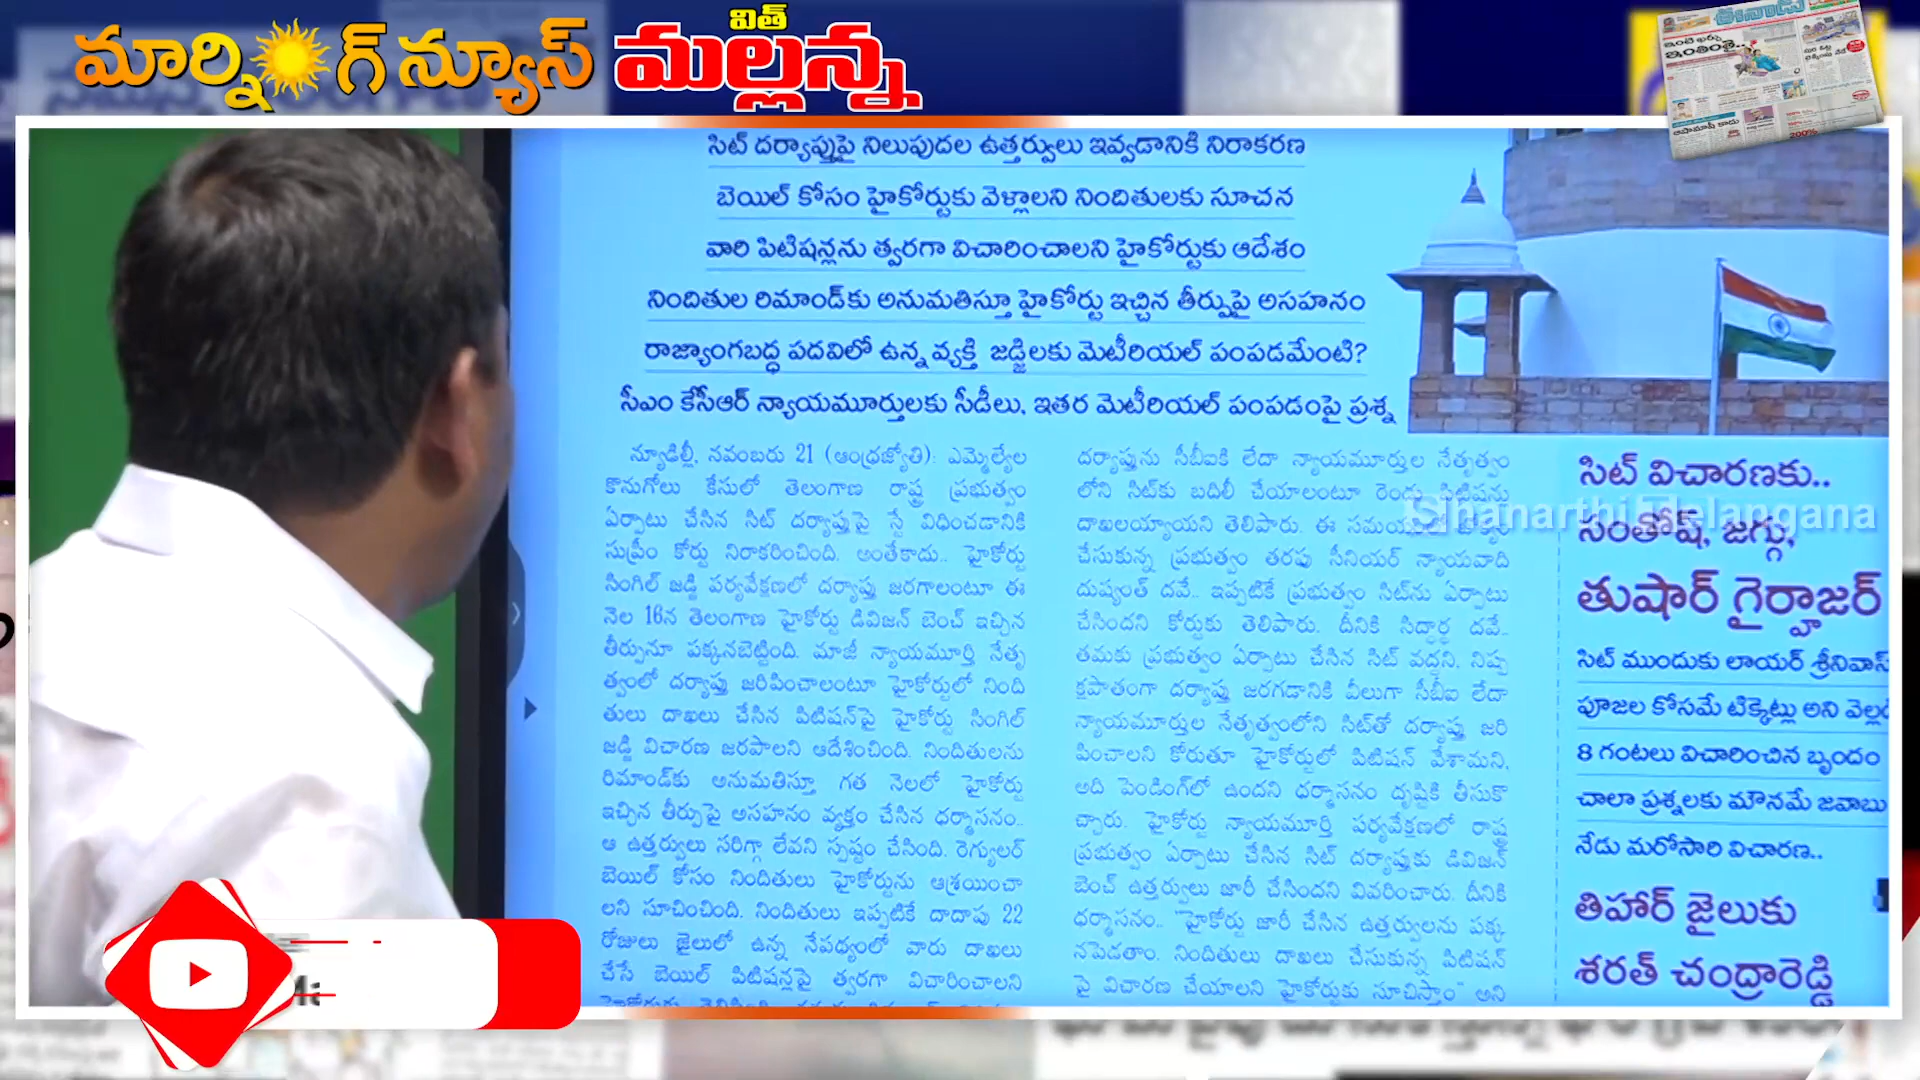 మార్నింగ్ న్యూస్ విత్ మల్లన్న
సిట్ దర్యాప్తుపై నిలుపుదల ఉత్తర్వులు ఇవ్వడానికి నిరాకరణ
బెయిల్ కోసం హైకోర్టుకు వెళ్లాలని నిందితులకు సూచన
వారి పిటిషన్లను త్వరగా విచారించాలని హైకోర్టుకు ఆదేశం
నిందితుల రిమాండ్‌కు అనుమతిస్తూ హైకోర్టు ఇచ్చిన తీర్పుపై అసహనం
రాజ్యాంగబద్ధ పదవిలో ఉన్న వ్యక్తి జడ్జిలకు మెటీరియల్ పంపడమేంటి?
సీఎం కేసీఆర్ న్యాయమూర్తులకు సీడీలు, ఇతర మెటీరియల్ పంపడంపై ప్రశ్న
న్యూఢిల్లీ, నవంబరు 21 (ఆంధ్రజ్యోతి): ఎమ్మెల్యేల
కొనుగోలు కేసులో తెలంగాణ రాష్ట్ర ప్రభుత్వం
ఏర్పాటు చేసిన సిట్ దర్యాప్తుపై స్టే విధించడానికి
సుప్రీం కోర్టు నిరాకరించింది. అంతేకాదు.. హైకోర్టు
సింగిల్ జడ్జి పర్యవేక్షణలో దర్యాప్తు జరగాలంటూ ఈ
నెల 16న తెలంగాణ హైకోర్టు డివిజన్ బెంచ్ ఇచ్చిన
తీర్పునూ పక్కనబెట్టింది. మాజీ న్యాయమూర్తి నేతృ
త్వంలో దర్యాప్తు జరిపించాలంటూ హైకోర్టులో నింది
తులు దాఖలు చేసిన పిటిషన్‌పై హైకోర్టు సింగిల్
జడ్జి విచారణ జరపాలని ఆదేశించింది. నిందితులను
రిమాండ్‌కు అనుమతిస్తూ గత నెలలో హైకోర్టు
ఇచ్చిన తీర్పుపై అసహనం వ్యక్తం చేసిన ధర్మాసనం..
ఆ ఉత్తర్వులు సరిగ్గా లేవని స్పష్టం చేసింది. రెగ్యులర్
బెయిల్ కోసం నిందితులు హైకోర్టును ఆశ్రయించా
లని సూచించింది. నిందితులు ఇప్పటికే దాదాపు 22
రోజులు జైలులో ఉన్న నేపథ్యంలో వారు దాఖలు
చేసే బెయిల్ పిటిషన్లపై త్వరగా విచారించాలని
దర్యాప్తును సీబీఐకి లేదా న్యాయమూర్తుల నేతృత్వం
లోని సిట్‌కు బదిలీ చేయాలంటూ రెండు పిటిషను
దాఖలయ్యాయని తెలిపారు. ఈ సమయంలో జోక్యం
చేసుకున్న ప్రభుత్వం తరపు సీనియర్ న్యాయవాది
దుష్యంత్ దవే.. ఇప్పటికే ప్రభుత్వం సిట్‌ను ఏర్పాటు
చేసిందని కోర్టుకు తెలిపారు. దీనికి సిద్దార్థ దవే..
తమకు ప్రభుత్వం ఏర్పాటు చేసిన సిట్ వద్దని, నిష్ప
క్షపాతంగా దర్యాప్తు జరగడానికి వీలుగా సీబీఐ లేదా
న్యాయమూర్తుల నేతృత్వంలోని సిట్‌తో దర్యాప్తు జరి
పించాలని కోరుతూ హైకోర్టులో పిటిషన్ వేశామని,
అది పెండింగ్‌లో ఉందని ధర్మాసనం దృష్టికి తీసుకొ
చ్చారు. హైకోర్టు న్యాయమూర్తి పర్యవేక్షణలో రాష్ట్ర
ప్రభుత్వం ఏర్పాటు చేసిన సిట్ దర్యాప్తుకు డివిజన్
బెంచ్ ఉత్తర్వులు జారీ చేసిందని వివరించారు. దీనికి
ధర్మాసనం.. "హైకోర్టు జారీ చేసిన ఉత్తర్వులను పక్క
నపెడతాం. నిందితులు దాఖలు చేసుకున్న పిటిషన్
పై విచారణ చేయాలని హైకోర్టుకు సూచిస్తాం" అని
సిట్ విచారణకు..
Shanarthi Telangana
సంతోష్, జగ్గు,
తుషార్ గైర్హాజర్
సిట్ ముందుకు లాయర్ శ్రీనివాస్
పూజల కోసమే టిక్కెట్లు అని
8 గంటలు విచారించిన బృందం
చాలా ప్రశ్నలకు మౌనమే జవాబు
నేడు మరోసారి విచారణ..
తిహార్ జైలుకు
శరత్ చంద్రారెడ్డి